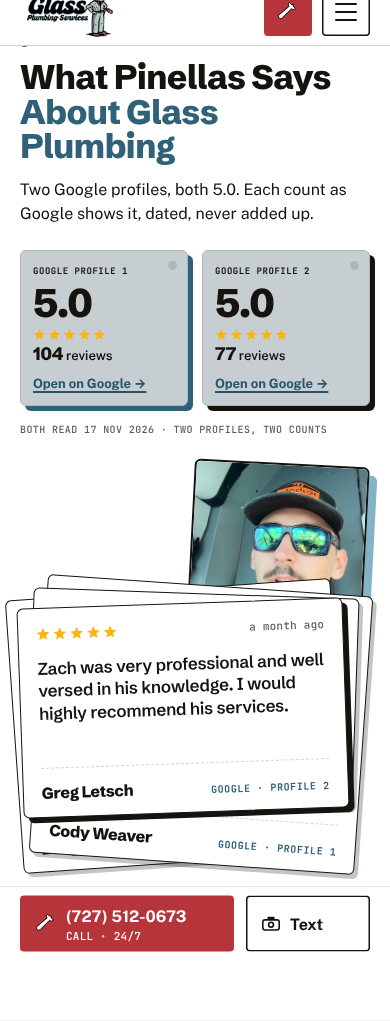 Glass
Plumbing Services
What Pinellas Says
About Glass
Plumbing
Two Google profiles, both 5.0. Each count as
Google shows it, dated, never added up.
GOOGLE PROFILE 1
5.0
104 reviews
Open on Google →
GOOGLE PROFILE 2
5.0
77 reviews
Open on Google →
BOTH READ 17 NOV 2026 · TWO PROFILES, TWO COUNTS
a month ago
Zach was very professional and well
versed in his knowledge. I would
highly recommend his services.
Greg Letsch
GOOGLE · PROFILE 2
Cody Weaver
GOOGLE · PROFILE 1
(727) 512-0673
CALL · 24/7
Text